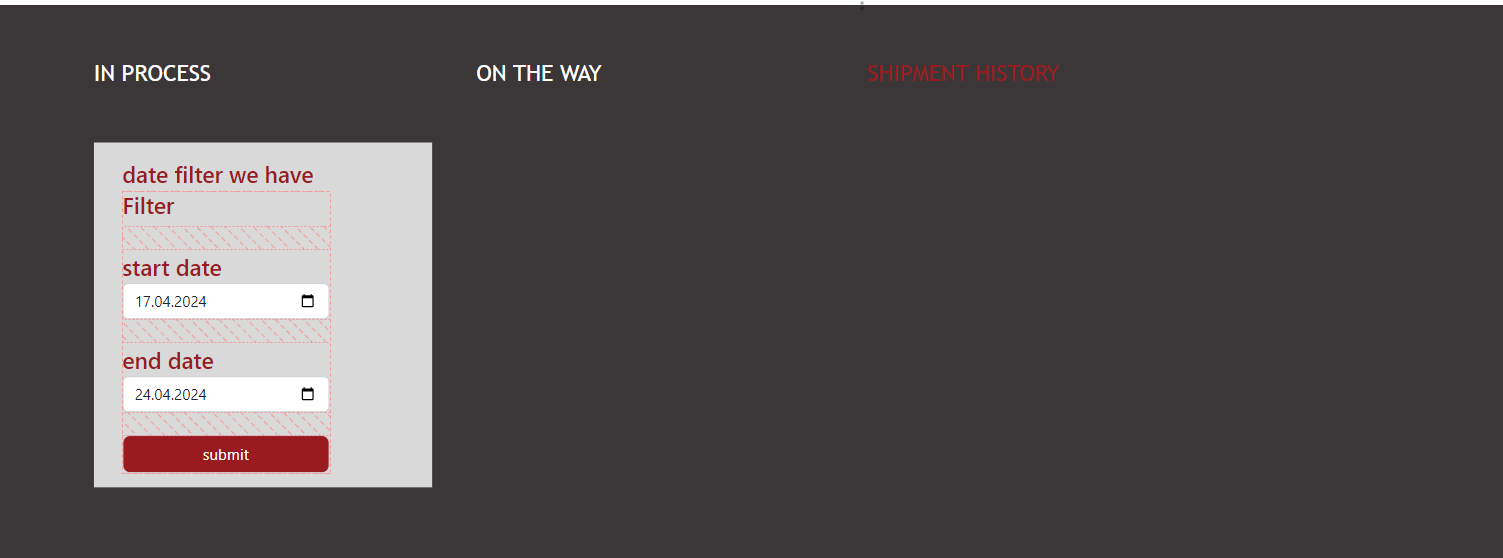 IN PROCESS
ON THE WAY
SHIPMENT HISTORY
date filter we have
Filter
start date
17.04.2024
end date
24.04.2024
submit